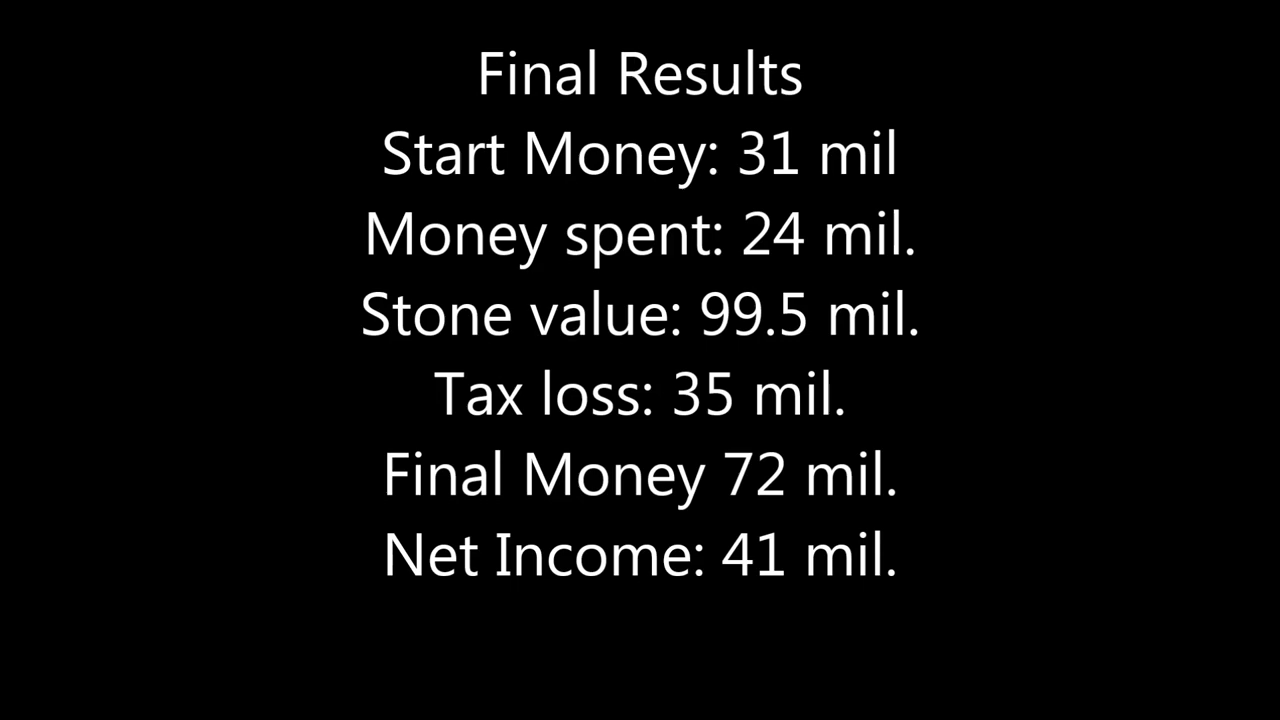 Final Results
Start Money: 31 mil
Money spent: 24 mil.
Stone value: 99.5 mil.
Tax loss: 35 mil.
Final Money 72 mil.
Net Income: 41 mil.